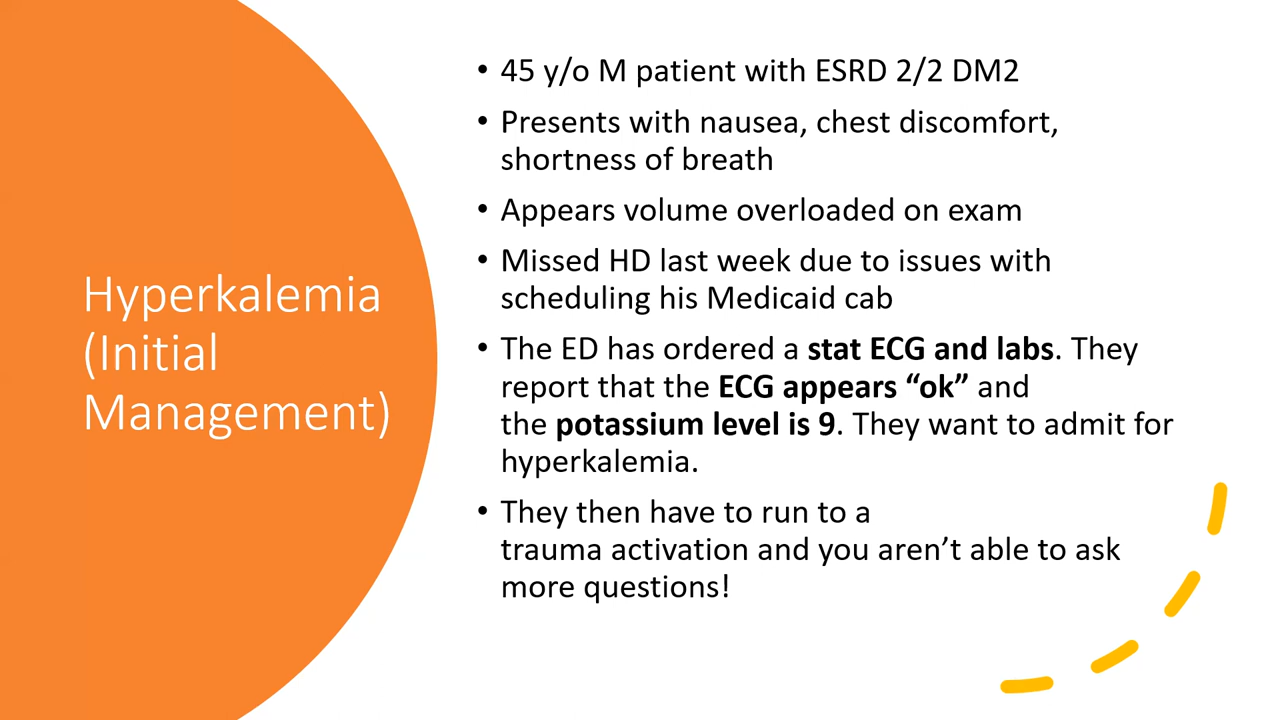 Hyperkalemia
(Initial
Management)
• 45 y/o M patient with ESRD 2/2 DM2
• Presents with nausea, chest discomfort,
shortness of breath
• Appears volume overloaded on exam
• Missed HD last week due to issues with
scheduling his Medicaid cab
• The ED has ordered a stat ECG and labs. They
report that the ECG appears “ok” and
the potassium level is 9. They want to admit for
hyperkalemia.
• They then have to run to a
trauma activation and you aren’t able to ask
more questions!